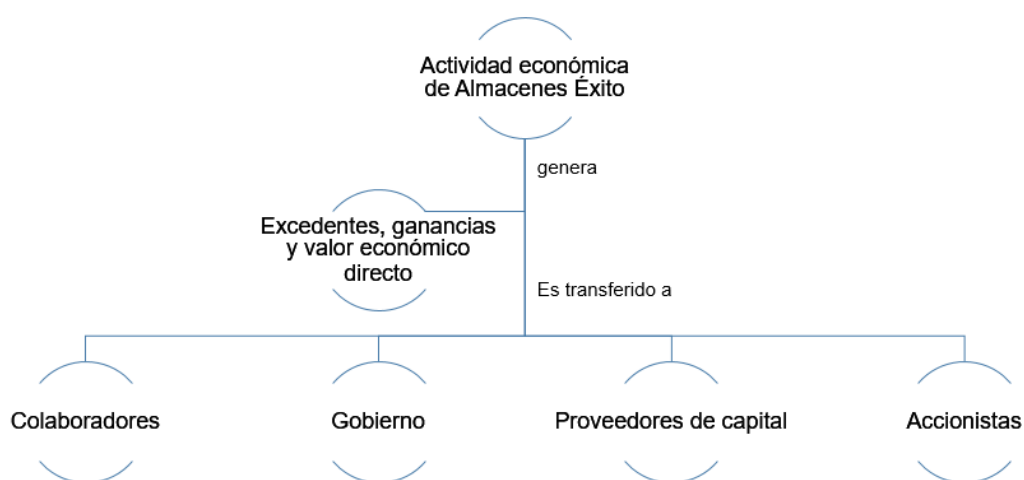 Actividad económica
de Almacenes Éxito
genera
Excedentes, ganancias
y valor económico
directo
Es transferido a
Colaboradores
Gobierno
Proveedores de capital
Accionistas